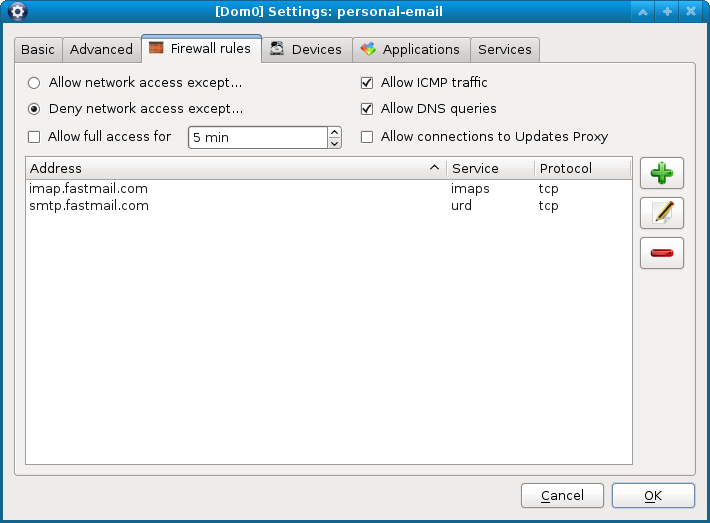 [Dom0] Settings: personal-email
Basic Advanced Firewall rules Devices Applications Services
Allow network access except... Allow ICMP traffic
Deny network access except... Allow DNS queries
Allow full access for 5 min Allow connections to Updates Proxy
Address Service Protocol
imap.fastmail.com imaps tcp
smtp.fastmail.com urd tcp
Cancel OK